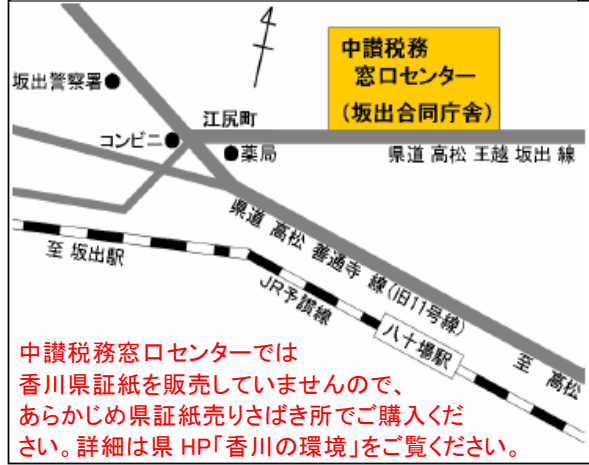 中讃税務
窓口センター
(坂出合同庁舎)
坂出警察署
江尻町
コンビニ
薬局
県道 高松 王越 坂出 線
県道 高松 善通寺 線(旧11号線)
至 坂出駅
JR予讃線
八十場駅
至 高松
中讃税務窓口センターでは
香川県証紙を販売していませんので、
あらかじめ県証紙売りさばき所でご購入くだ
さい。詳細は県 HP「香川の環境」をご覧ください。